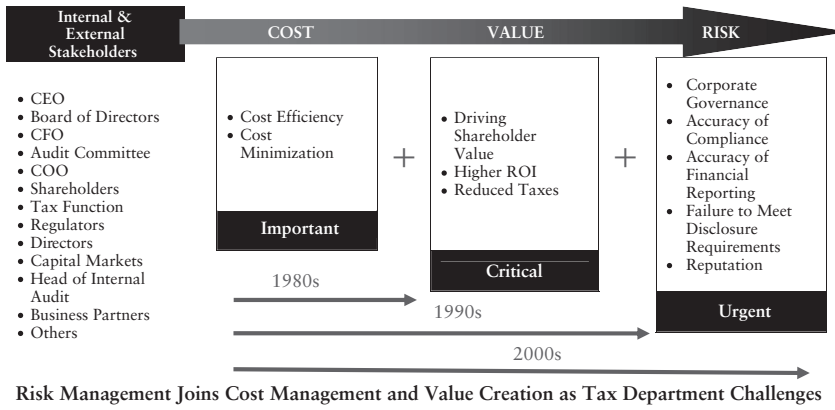 Internal &
External
Stakeholders
COST
VALUE
RISK
• CEO
• Board of Directors
• CFO
• Audit Committee
• COO
• Shareholders
• Tax Function
• Regulators
• Directors
• Capital Markets
• Head of Internal
Audit
• Business Partners
• Others
• Cost Efficiency
• Cost
Minimization
Important
+
• Driving
Shareholder
Value
• Higher ROI
• Reduced Taxes
Critical
+
• Corporate
Governance
• Accuracy of
Compliance
• Accuracy of
Financial
Reporting
• Failure to Meet
Disclosure
Requirements
• Reputation
Urgent
1980s
1990s
2000s
Risk Management Joins Cost Management and Value Creation as Tax Department Challenges